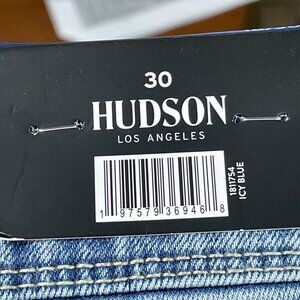 30
HUDSON
LOS ANGELES
1811754
ICY BLUE
1 97579 36946 8